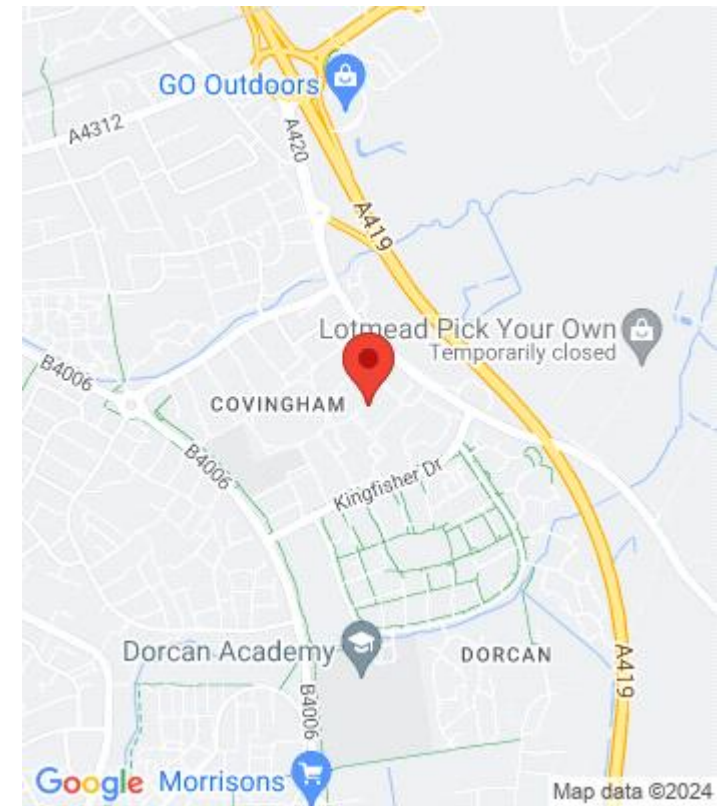 GO Outdoors
A4312
A420
A419
Lotmead Pick Your Own
Temporarily closed
B4006
COVINGHAM
B4006
Kingfisher Dr
Dorcan Academy
DORCAN
A419
B4006
Google
Morrisons
Map data ©2024